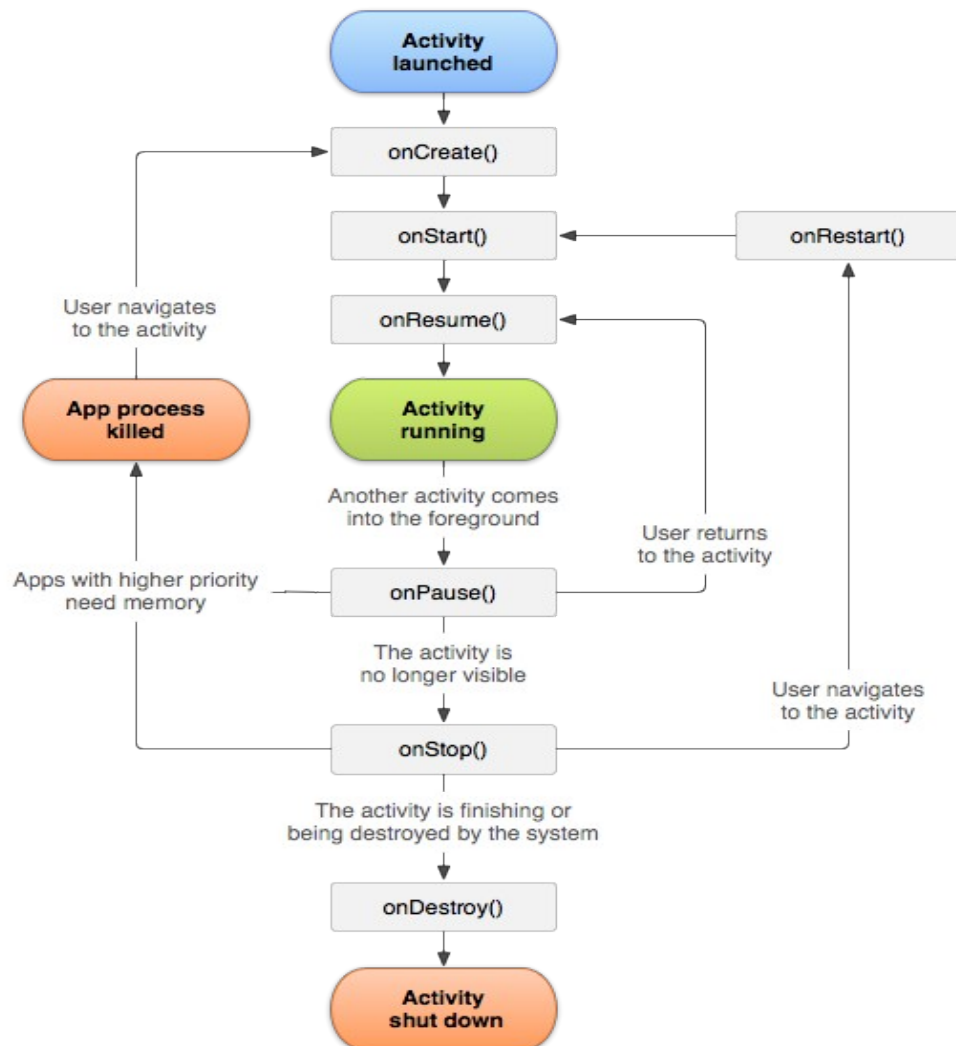 Activity
launched
onCreate()
onStart()
onRestart()
User navigates
to the activity
onResume()
App process
killed
Activity
running
Another activity comes
into the foreground
User returns
to the activity
Apps with higher priority
need memory
onPause()
The activity is
no longer visible
User navigates
to the activity
onStop()
The activity is finishing or
being destroyed by the system
onDestroy()
Activity
shut down